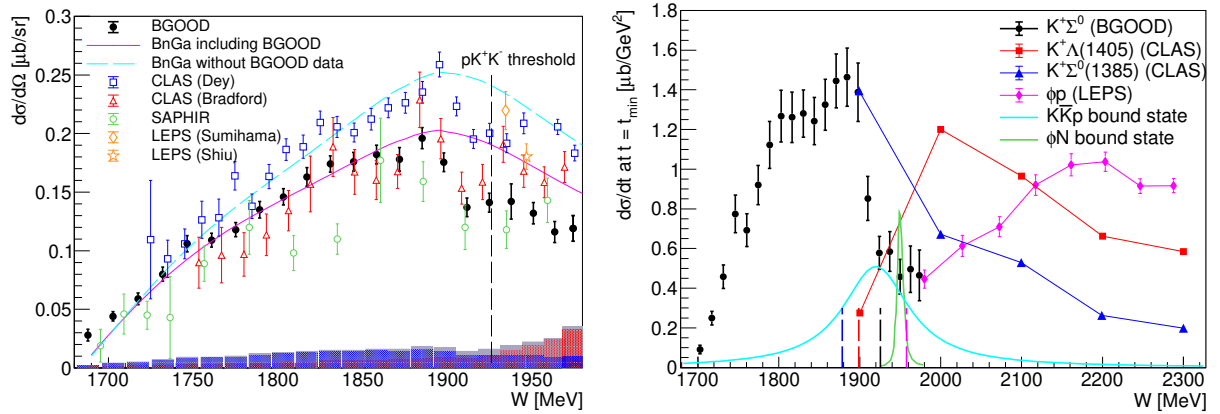 dσ/dΩ [μb/sr]
0.3
0.25
0.2
0.15
0.1
0.05
0
BGOOD
BnGa including BGOOD
BnGa without BGOOD data
CLAS (Dey)
CLAS (Bradford)
SAPHIR
LEPS (Sumihama)
LEPS (Shiu)
pK⁺K⁻ threshold
1700 1750 1800 1850 1900 1950
W [MeV]
dσ/dt at t = t_min [μb/GeV²]
1.8
1.6
1.4
1.2
1
0.8
0.6
0.4
0.2
0
K⁺Σ⁰ (BGOOD)
K⁺Λ(1405) (CLAS)
K⁺Σ⁰(1385) (CLAS)
ϕp (LEPS)
KK̅p bound state
ϕN bound state
1700 1800 1900 2000 2100 2200 2300
W [MeV]